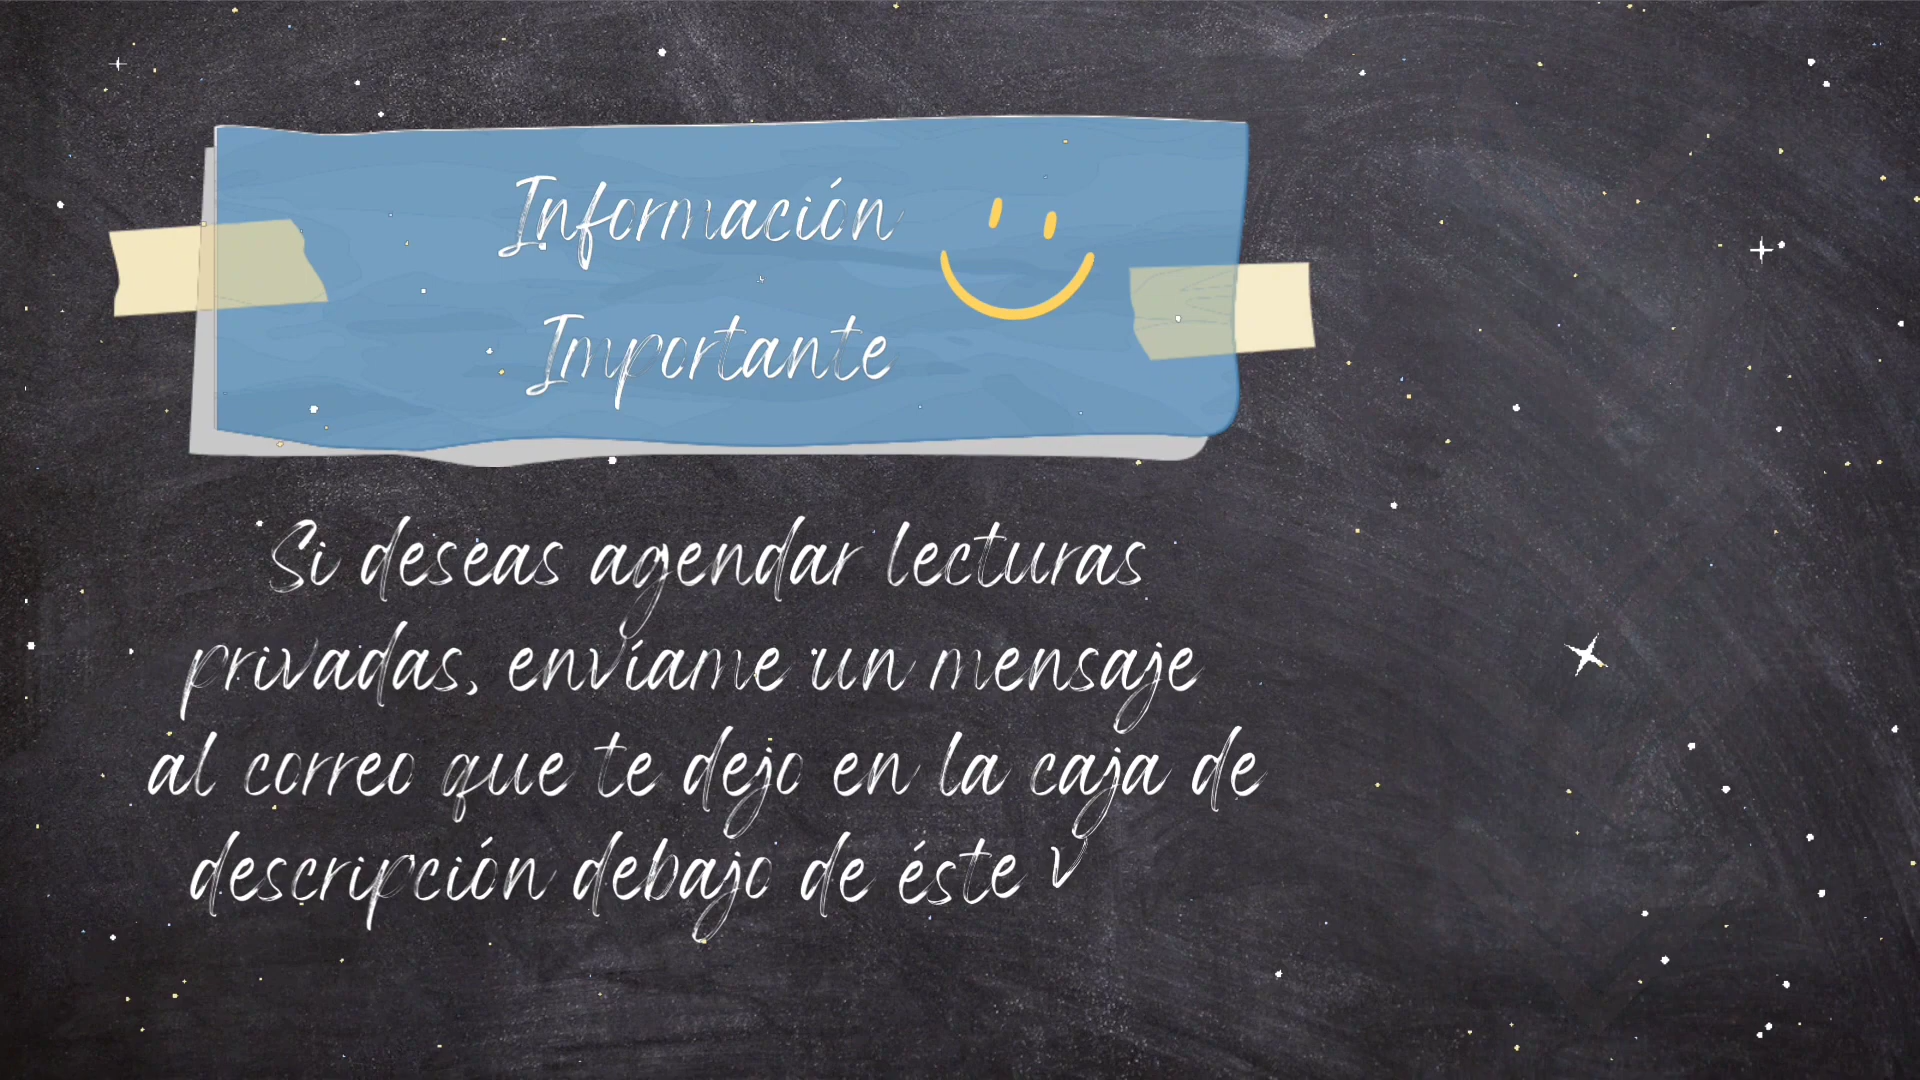 Información
Importante
Si deseas agendar lecturas
privadas, envíame un mensaje
al correo que te dejo en la caja de
descripción debajo de éste v